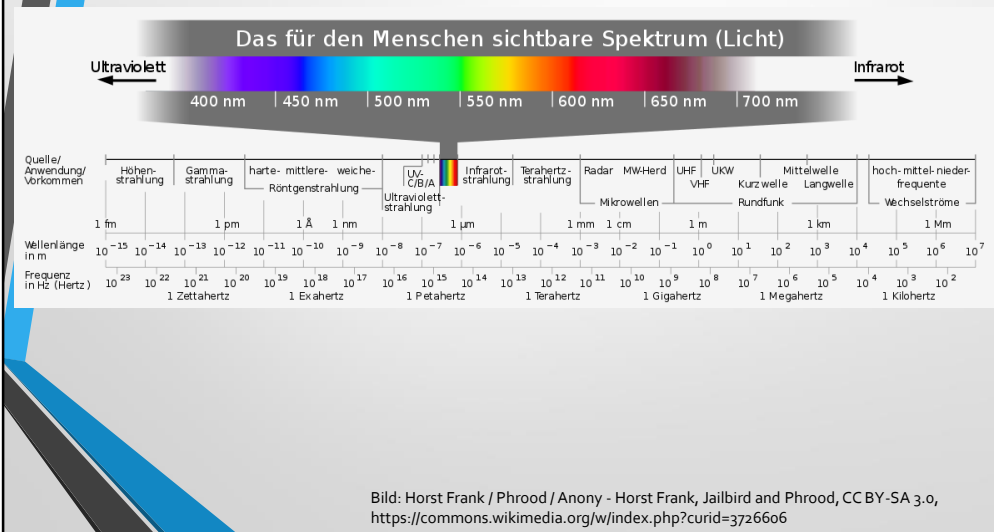 Das für den Menschen sichtbare Spektrum (Licht)
Ultraviolett
Infrarot
400 nm 450 nm 500 nm 550 nm 600 nm 650 nm 700 nm
Quelle/
Anwendung/
Vorkommen
Höhen-
strahlung
Gamma-
strahlung
harte- mittlere- weiche-
Röntgenstrahlung
UV-
C/B/A
Ultraviolett-
strahlung
Infrarot-
strahlung
Terahertz-
strahlung
Radar MW-Herd
Mikrowellen
UHF UKW Mittelwelle
VHF Kurzwelle Langwelle
Rundfunk
hoch- mittel- nieder-
frequente
Wechselströme
1 fm 1 pm 1 Å 1 nm 1 µm 1 mm 1 cm 1 m 1 km 1 Mm
Wellenlänge
in m
10⁻¹⁵ 10⁻¹⁴ 10⁻¹³ 10⁻¹² 10⁻¹¹ 10⁻¹⁰ 10⁻⁹ 10⁻⁸ 10⁻⁷ 10⁻⁶ 10⁻⁵ 10⁻⁴ 10⁻³ 10⁻² 10⁻¹ 10⁰ 10¹ 10² 10³ 10⁴ 10⁵ 10⁶ 10⁷
Frequenz
in Hz (Hertz)
10²³ 10²² 10²¹ 10²⁰ 10¹⁹ 10¹⁸ 10¹⁷ 10¹⁶ 10¹⁵ 10¹⁴ 10¹³ 10¹² 10¹¹ 10¹⁰ 10⁹ 10⁸ 10⁷ 10⁶ 10⁵ 10⁴ 10³ 10²
1 Zettahertz 1 Exahertz 1 Petahertz 1 Terahertz 1 Gigahertz 1 Megahertz 1 Kilohertz
Bild: Horst Frank / Phrood / Anony - Horst Frank, Jailbird and Phrood, CC BY-SA 3.0,
https://commons.wikimedia.org/w/index.php?curid=3726606